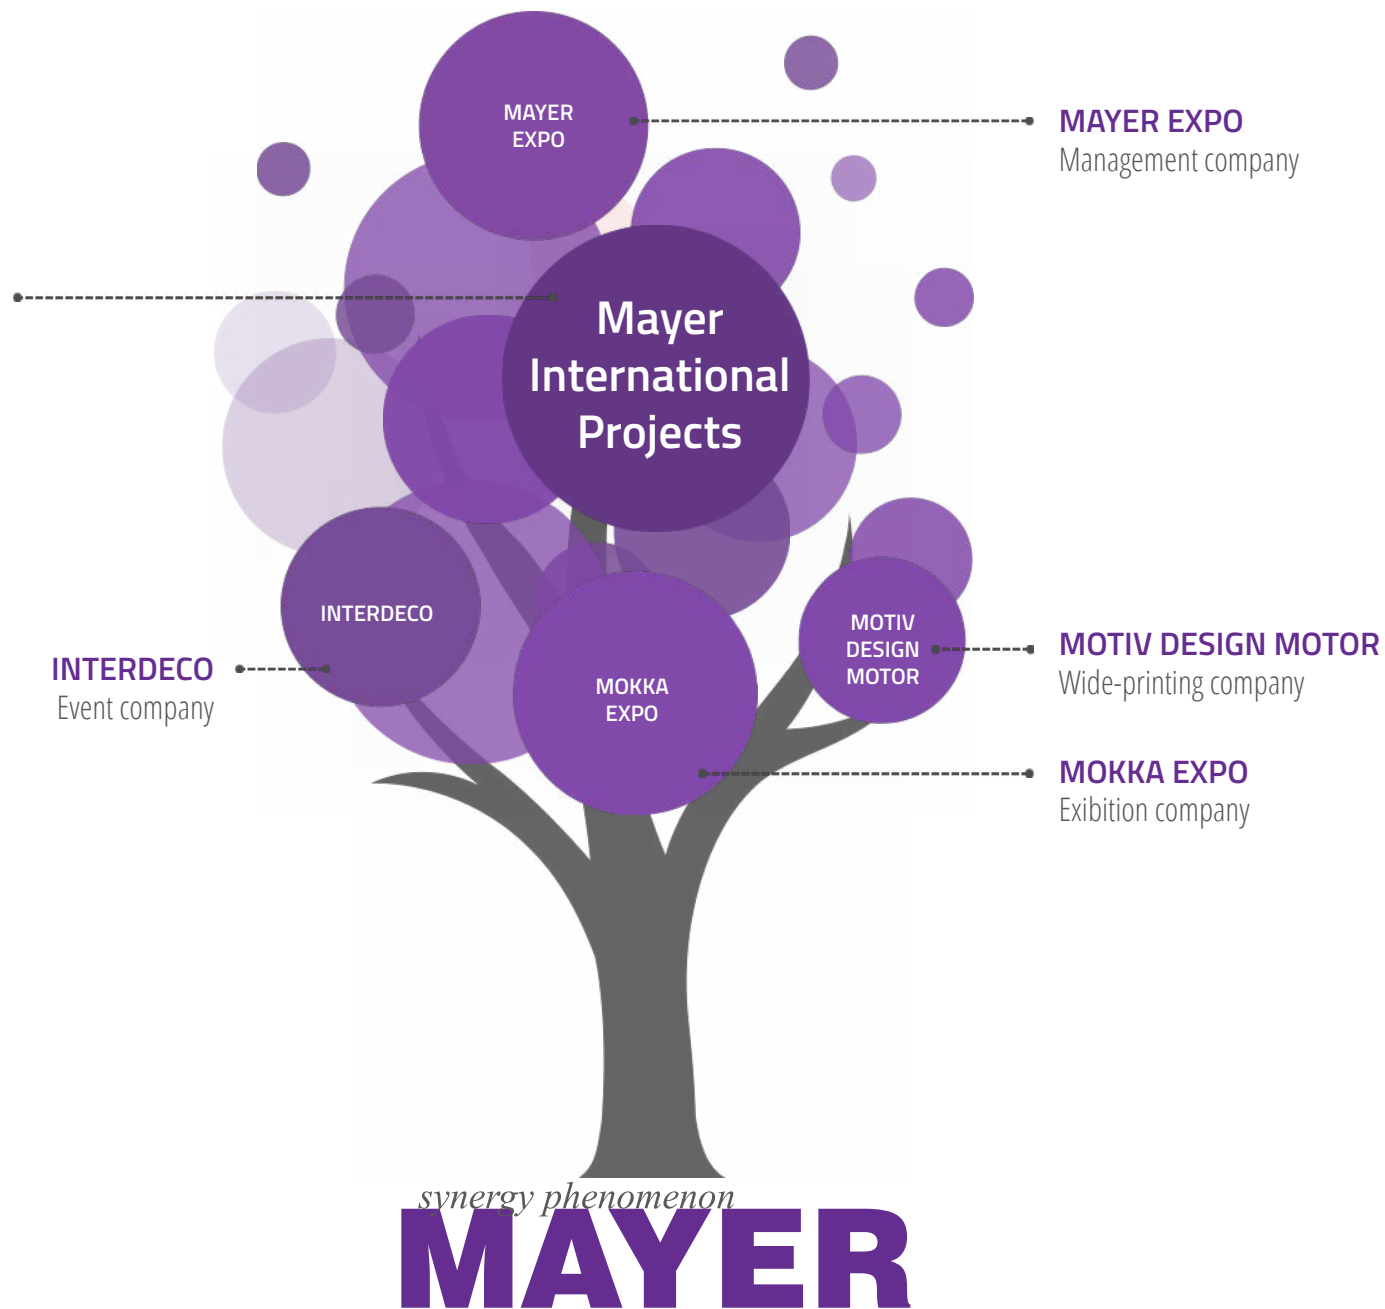 MAYER
EXPO
MAYER EXPO
Management company
Mayer
International
Projects
INTERDECO
INTERDECO
Event company
MOTIV
DESIGN
MOTOR
MOTIV DESIGN MOTOR
Wide-printing company
MOKKA
EXPO
MOKKA EXPO
Exibition company
synergy phenomenon
MAYER